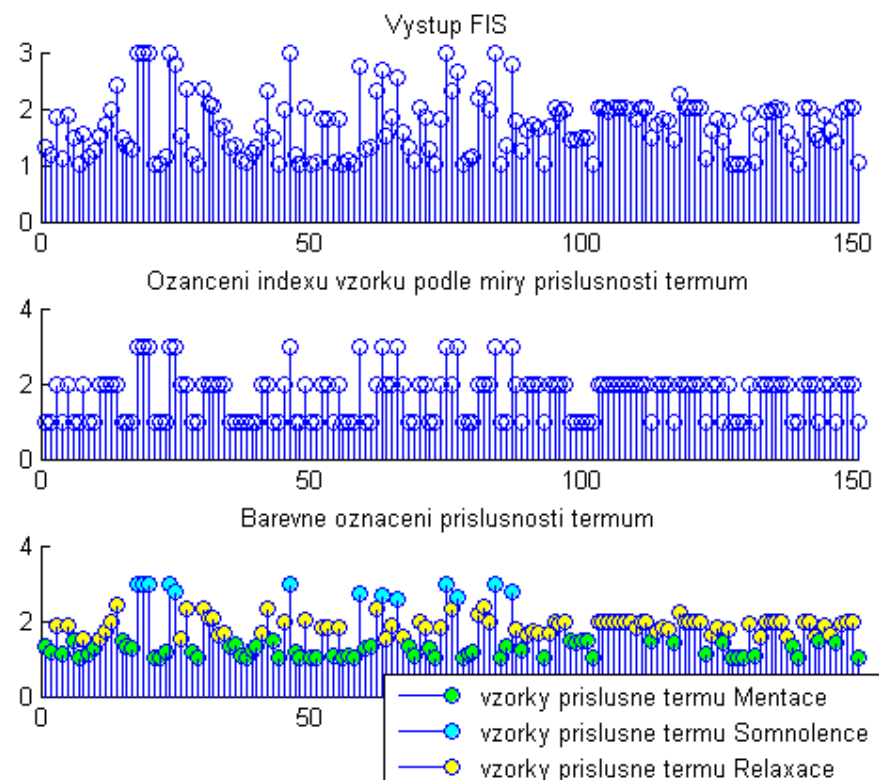 Vystup FIS
3
2
1
0
0 50 100 150
Ozanceni indexu vzorku podle miry prislusnosti termum
4
2
0
0 50 100 150
Barevne oznaceni prislusnosti termum
4
2
0
0 50
vzorky prislusne termu Mentace
vzorky prislusne termu Somnolence
vzorky prislusne termu Relaxace